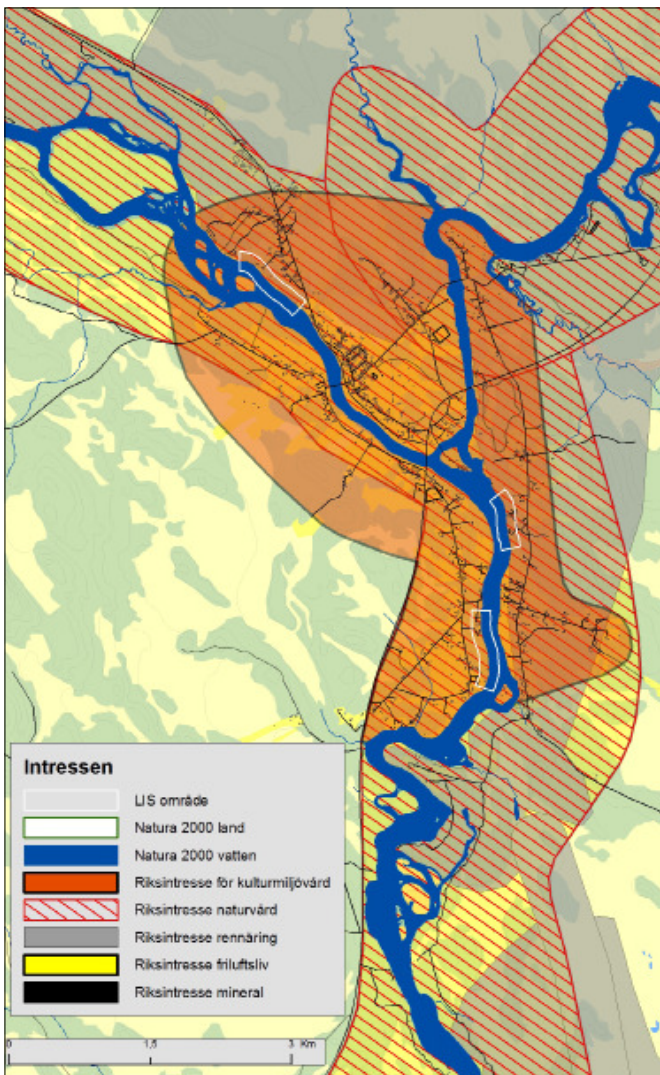 Intressen
LIS område
Natura 2000 land
Natura 2000 vatten
Riksintresse för kulturmiljövård
Riksintresse naturvård
Riksintresse rennäring
Riksintresse friluftsliv
Riksintresse mineral
0 1,5 3 Km